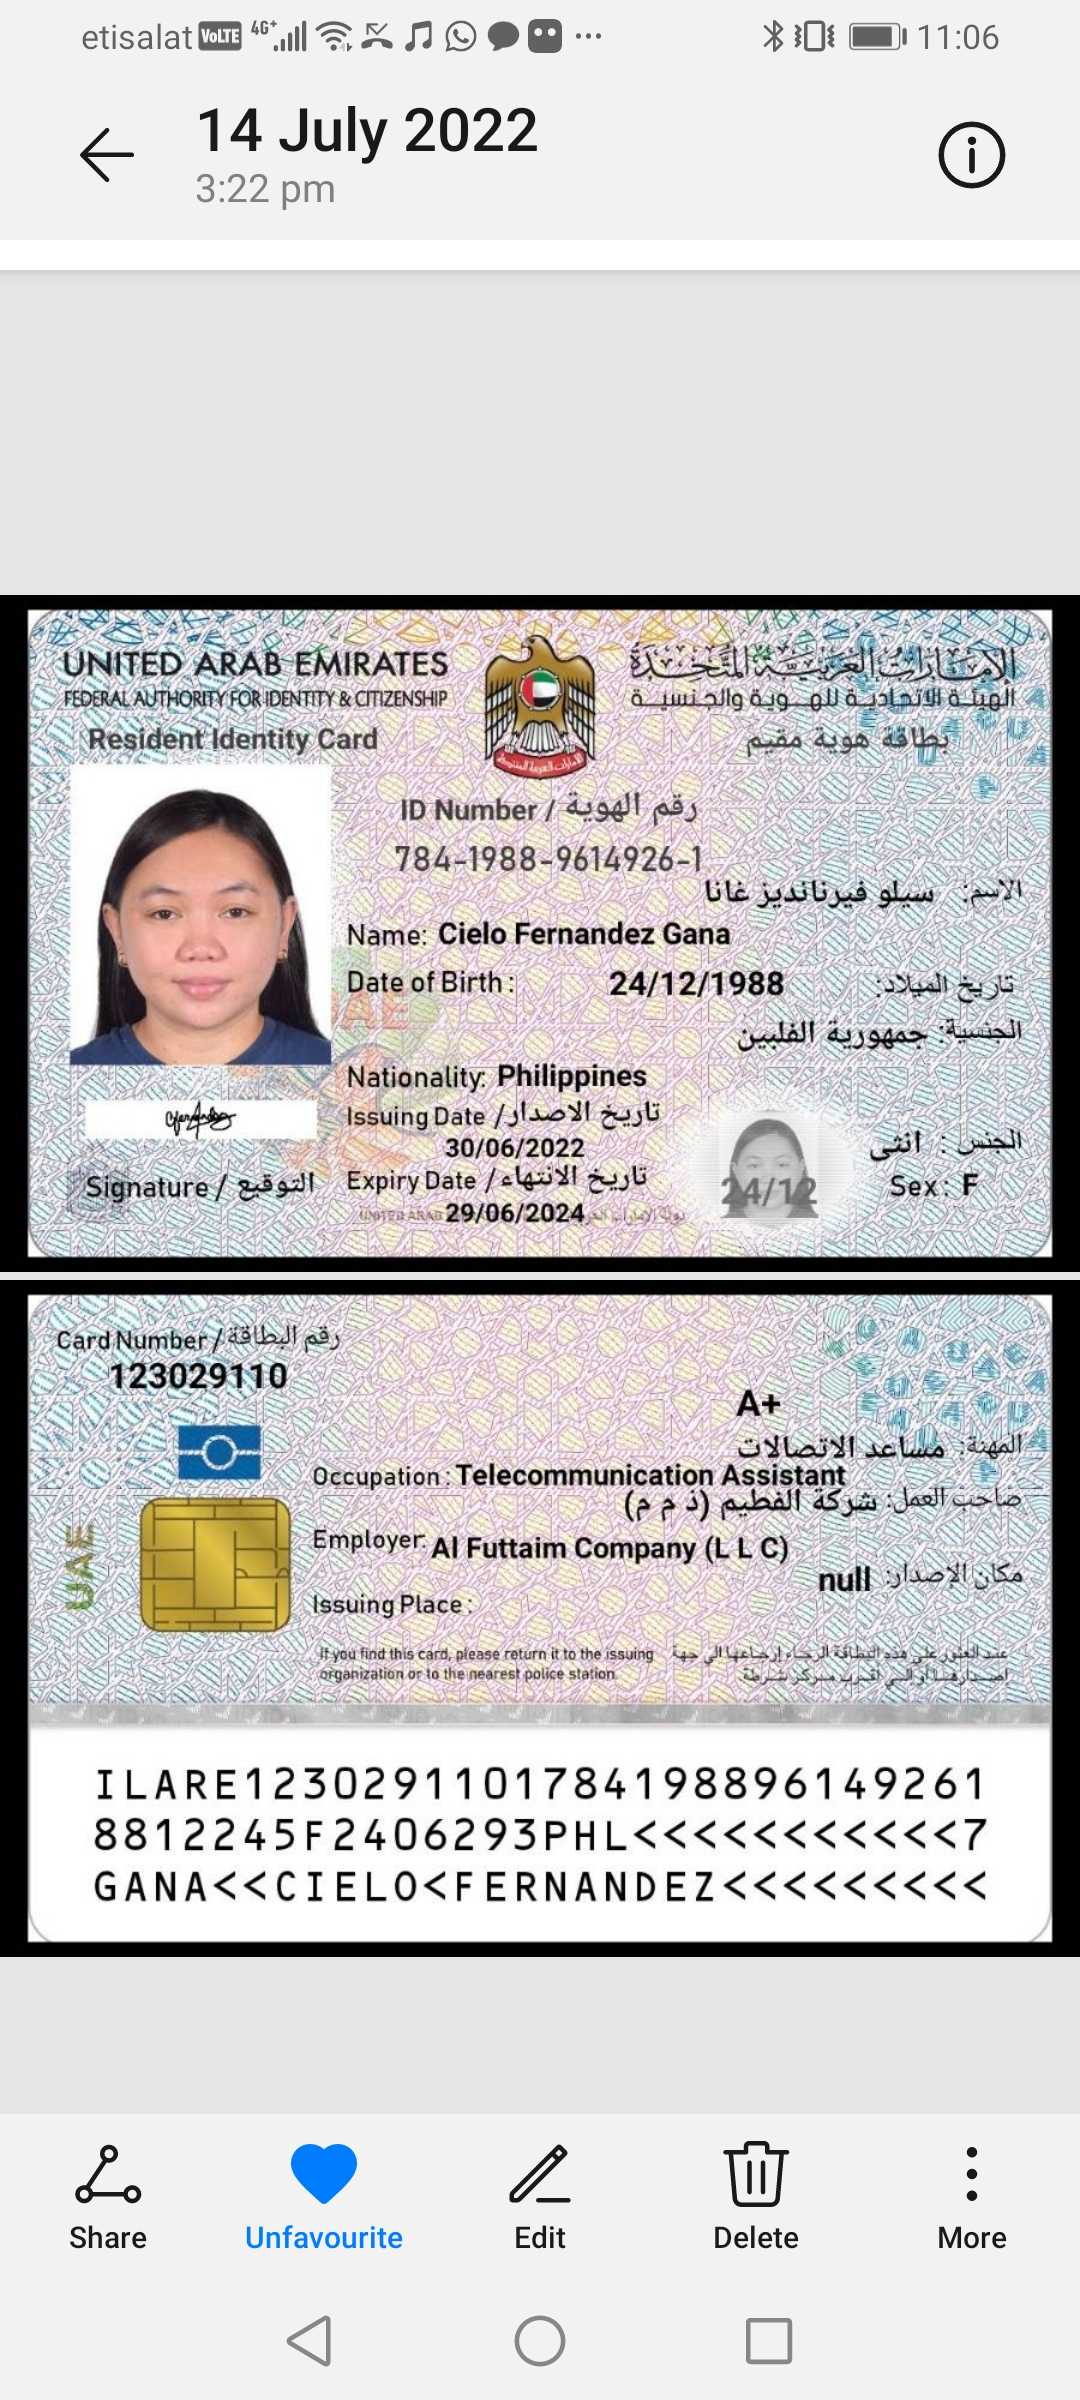 etisalat VoLTE 4G+ 11:06
14 July 2022
3:22 pm
UNITED ARAB EMIRATES الإمارات العربية المتحدة
FEDERAL AUTHORITY FOR IDENTITY & CITIZENSHIP الهيئة الاتحادية للهوية والجنسية
Resident Identity Card بطاقة هوية مقيم
ID Number / رقم الهوية
784-1988-9614926-1
الاسم: سيلو فيرنانديز غانا
Name: Cielo Fernandez Gana
Date of Birth: 24/12/1988 تاريخ الميلاد:
الجنسية: جمهورية الفلبين
Nationality: Philippines
Issuing Date / تاريخ الاصدار
30/06/2022
الجنس: انثى
Expiry Date / تاريخ الانتهاء
Sex: F
29/06/2024
24/12
Signature / التوقيع
Card Number / رقم البطاقة
123029110
A+
المهنة: مساعد الاتصالات
Occupation: Telecommunication Assistant
صاحب العمل: شركة الفطيم (ذ م م)
Employer: Al Futtaim Company (L L C)
مكان الإصدار: null
Issuing Place:
UAE
If you find this card, please return it to the issuing
organization or to the nearest police station.
عند العثور على هذه البطاقة الرجاء إرجاعها الى جهة
اصدارها أو الى أقرب مركز شرطة
ILARE1230291101784198896149261
8812245F2406293PHL<<<<<<<<<<<7
GANA<<CIELO<FERNANDEZ<<<<<<<<<
Share Unfavourite Edit Delete More